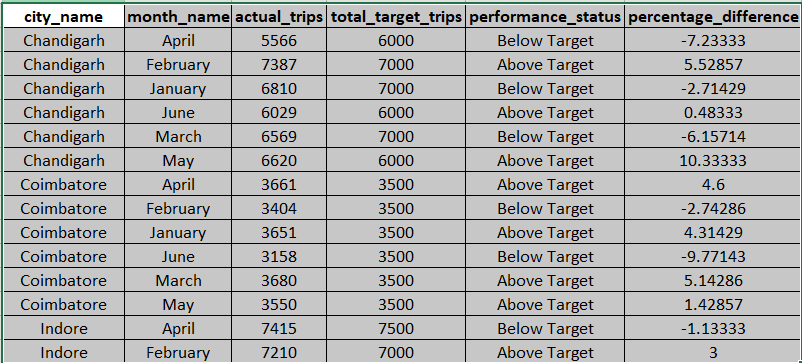 city_name month_name actual_trips total_target_trips performance_status percentage_difference
Chandigarh April 5566 6000 Below Target -7.23333
Chandigarh February 7387 7000 Above Target 5.52857
Chandigarh January 6810 7000 Below Target -2.71429
Chandigarh June 6029 6000 Above Target 0.48333
Chandigarh March 6569 7000 Below Target -6.15714
Chandigarh May 6620 6000 Above Target 10.33333
Coimbatore April 3661 3500 Above Target 4.6
Coimbatore February 3404 3500 Below Target -2.74286
Coimbatore January 3651 3500 Above Target 4.31429
Coimbatore June 3158 3500 Below Target -9.77143
Coimbatore March 3680 3500 Above Target 5.14286
Coimbatore May 3550 3500 Above Target 1.42857
Indore April 7415 7500 Below Target -1.13333
Indore February 7210 7000 Above Target 3